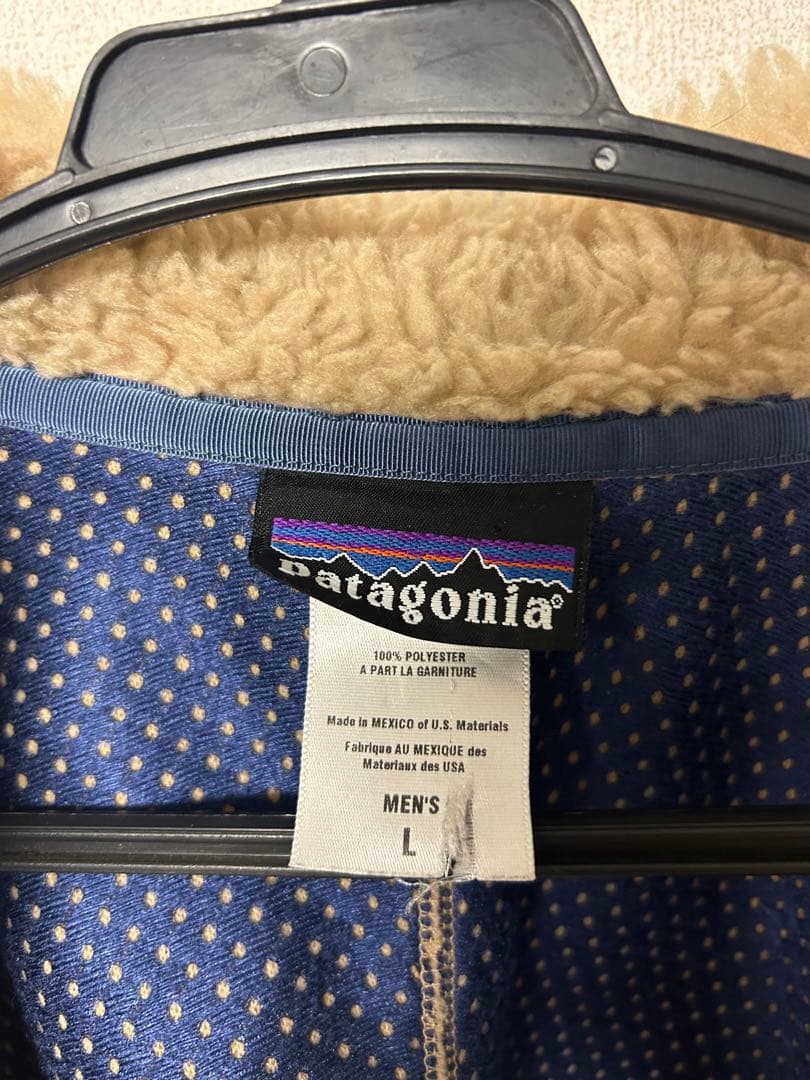 patagonia®
100% POLYESTER
A PART LA GARNITURE
Made in MEXICO of U.S. Materials
Fabrique AU MEXIQUE des
Materiaux des USA
MEN'S
L